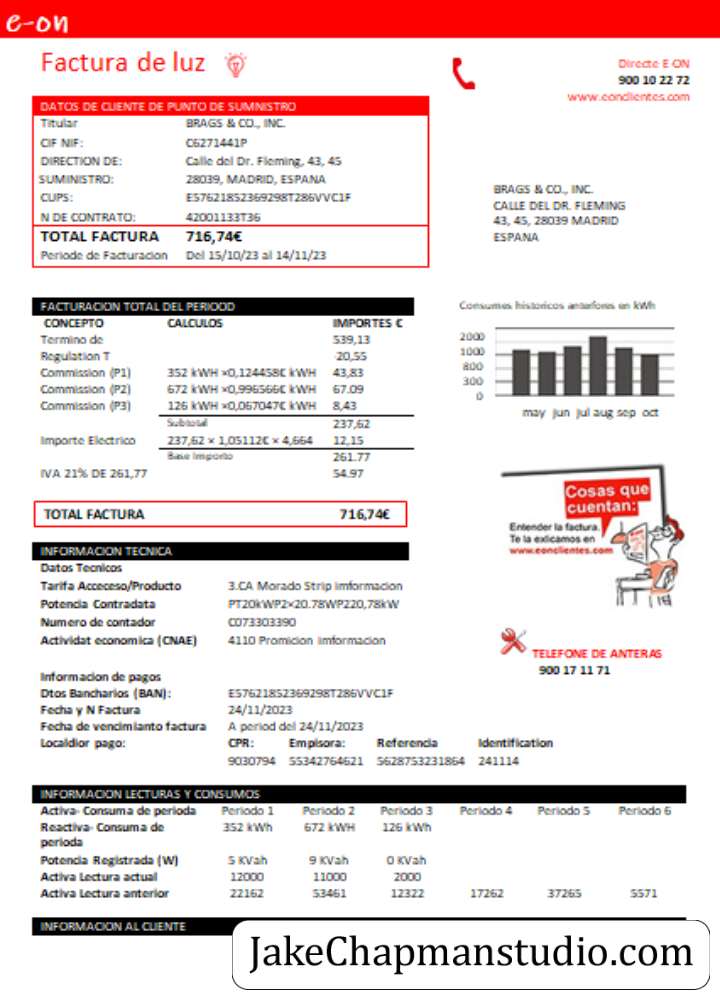 e-on
Factura de luz
Directe E-ON
900 10 22 72
www.eonclientes.com
DATOS DE CLIENTE DE PUNTO DE SUMNISTRO
Titular BRAGS & CO., INC.
CIF NIF: C6271441P
DIRECTION DE: Calle del Dr. Fleming, 43, 45
SUMINISTRO: 28039, MADRID, ESPANA
CUPS: E57621852369298T286VVC1F
N DE CONTRATO: 42001133T36
TOTAL FACTURA 716,74€
Periode de Facturacion Del 15/10/23 al 14/11/23
BRAGS & CO., INC.
CALLE DEL DR. FLEMING
43, 45, 28039 MADRID
ESPANA
FACTURACION TOTAL DEL PERIOOD
CONCEPTO CALCULOS IMPORTES €
Termino de 539,13
Regulation T -20,55
Commission (P1) 352 kWH ×0,124458€ kWH 43,83
Commission (P2) 672 kWH ×0,996566€ kWH 67.09
Commission (P3) 126 kWH ×0,067047€ kWH 8,43
Subtotal 237,62
Importe Electrico 237,62 × 1,05112€ × 4,664 12,15
Base Importo 261.77
IVA 21% DE 261,77 54.97
TOTAL FACTURA 716,74€
Consumes historicos anteriores en kWh
2000
1000
800
300
0
may jun jul aug sep oct
Cosas que
cuentan:
Entender la factura.
Te la exlicamos en
www.eonclientes.com
INFORMACION TECNICA
Datos Tecnicos
Tarifa Acceceso/Producto 3.CA Morado Strip imformacion
Potencia Contradata PT20kWP2×20.78WP220,78kW
Numero de contador C073303390
Actividat economica (CNAE) 4110 Promicion imformacion
TELEFONE DE ANTERAS
900 17 11 71
Informacion de pagos
Dtos Bancharios (BAN): E57621852369298T286VVC1F
Fecha y N Factura 24/11/2023
Fecha de vencimianto factura A period del 24/11/2023
Localdior pago: CPR: Empisora: Referencia Identification
9030794 55342764621 5628753231864 241114
INFORMACION LECTURAS Y CONSUMOS
Activa- Consuma de perioda Periodo 1 Periodo 2 Periodo 3 Periodo 4 Periodo 5 Periodo 6
Reactiva- Consuma de 352 kWh 672 kWH 126 kWh
perioda
Potencia Registrada (W) 5 KVah 9 KVah 0 KVah
Activa Lectura actual 12000 11000 2000
Activa Lectura anterior 22162 53461 12322 17262 37265 5571
INFORMACION AL CLIENTE
JakeChapmanstudio.com